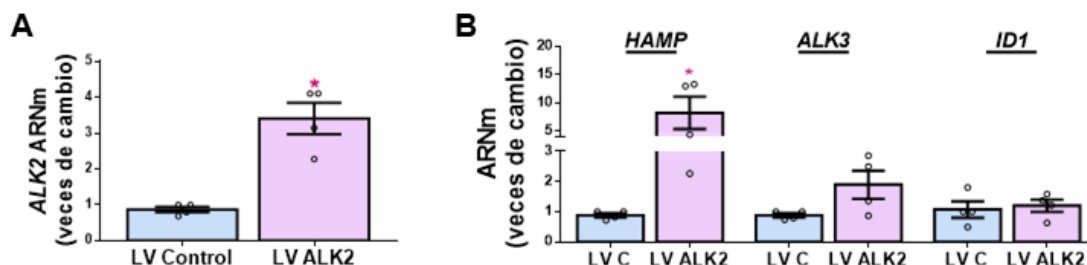 A
ALK2 ARNm
(veces de cambio)
5
4
3
2
1
0
*
LV Control LV ALK2
B
HAMP ALK3 ID1
ARNm
(veces de cambio)
20
15
10
5
3
2
1
0
*
LV C LV ALK2 LV C LV ALK2 LV C LV ALK2